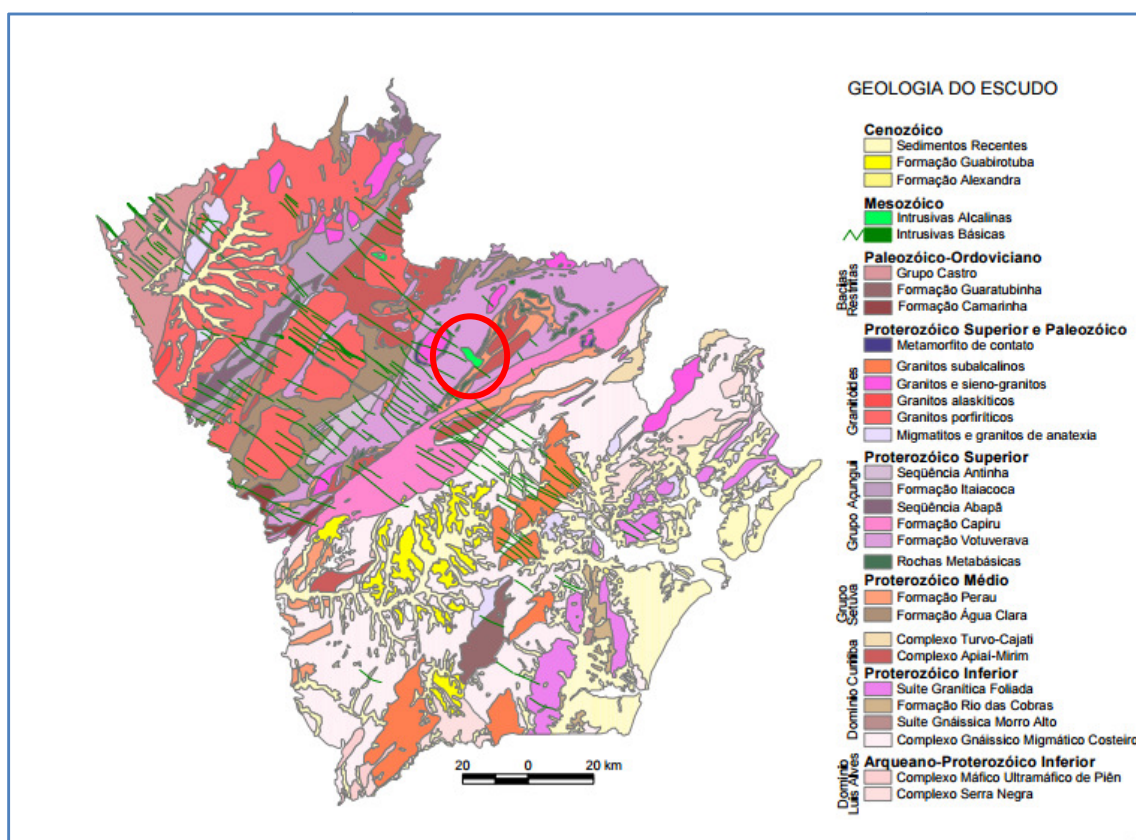 GEOLOGIA DO ESCUDO
Cenozóico
Sedimentos Recentes
Formação Guabirotuba
Formação Alexandra
Mesozóico
Intrusivas Alcalinas
Intrusivas Básicas
Bacias
Restritas
Paleozóico-Ordoviciano
Grupo Castro
Formação Guaratubinha
Formação Camarinha
Proterozóico Superior e Paleozóico
Metamorfito de contato
Granitóides
Granitos subalcalinos
Granitos e sieno-granitos
Granitos alaskíticos
Granitos porfiríticos
Migmatitos e granitos de anatexia
Grupo Açungui
Proterozóico Superior
Seqüência Antinha
Formação Itaiacoca
Seqüência Abapã
Formação Capiru
Formação Votuverava
Rochas Metabásicas
Grupo
Setuva
Proterozóico Médio
Formação Perau
Formação Água Clara
Domínio Curitiba
Complexo Turvo-Cajati
Complexo Apiaí-Mirim
Proterozóico Inferior
Suíte Granítica Foliada
Formação Rio das Cobras
Suíte Gnáissica Morro Alto
Complexo Gnáissico Migmático Costeiro
Domínio
Luis Alves
Arqueano-Proterozóico Inferior
Complexo Máfico Ultramáfico de Piên
Complexo Serra Negra
20 0 20 km